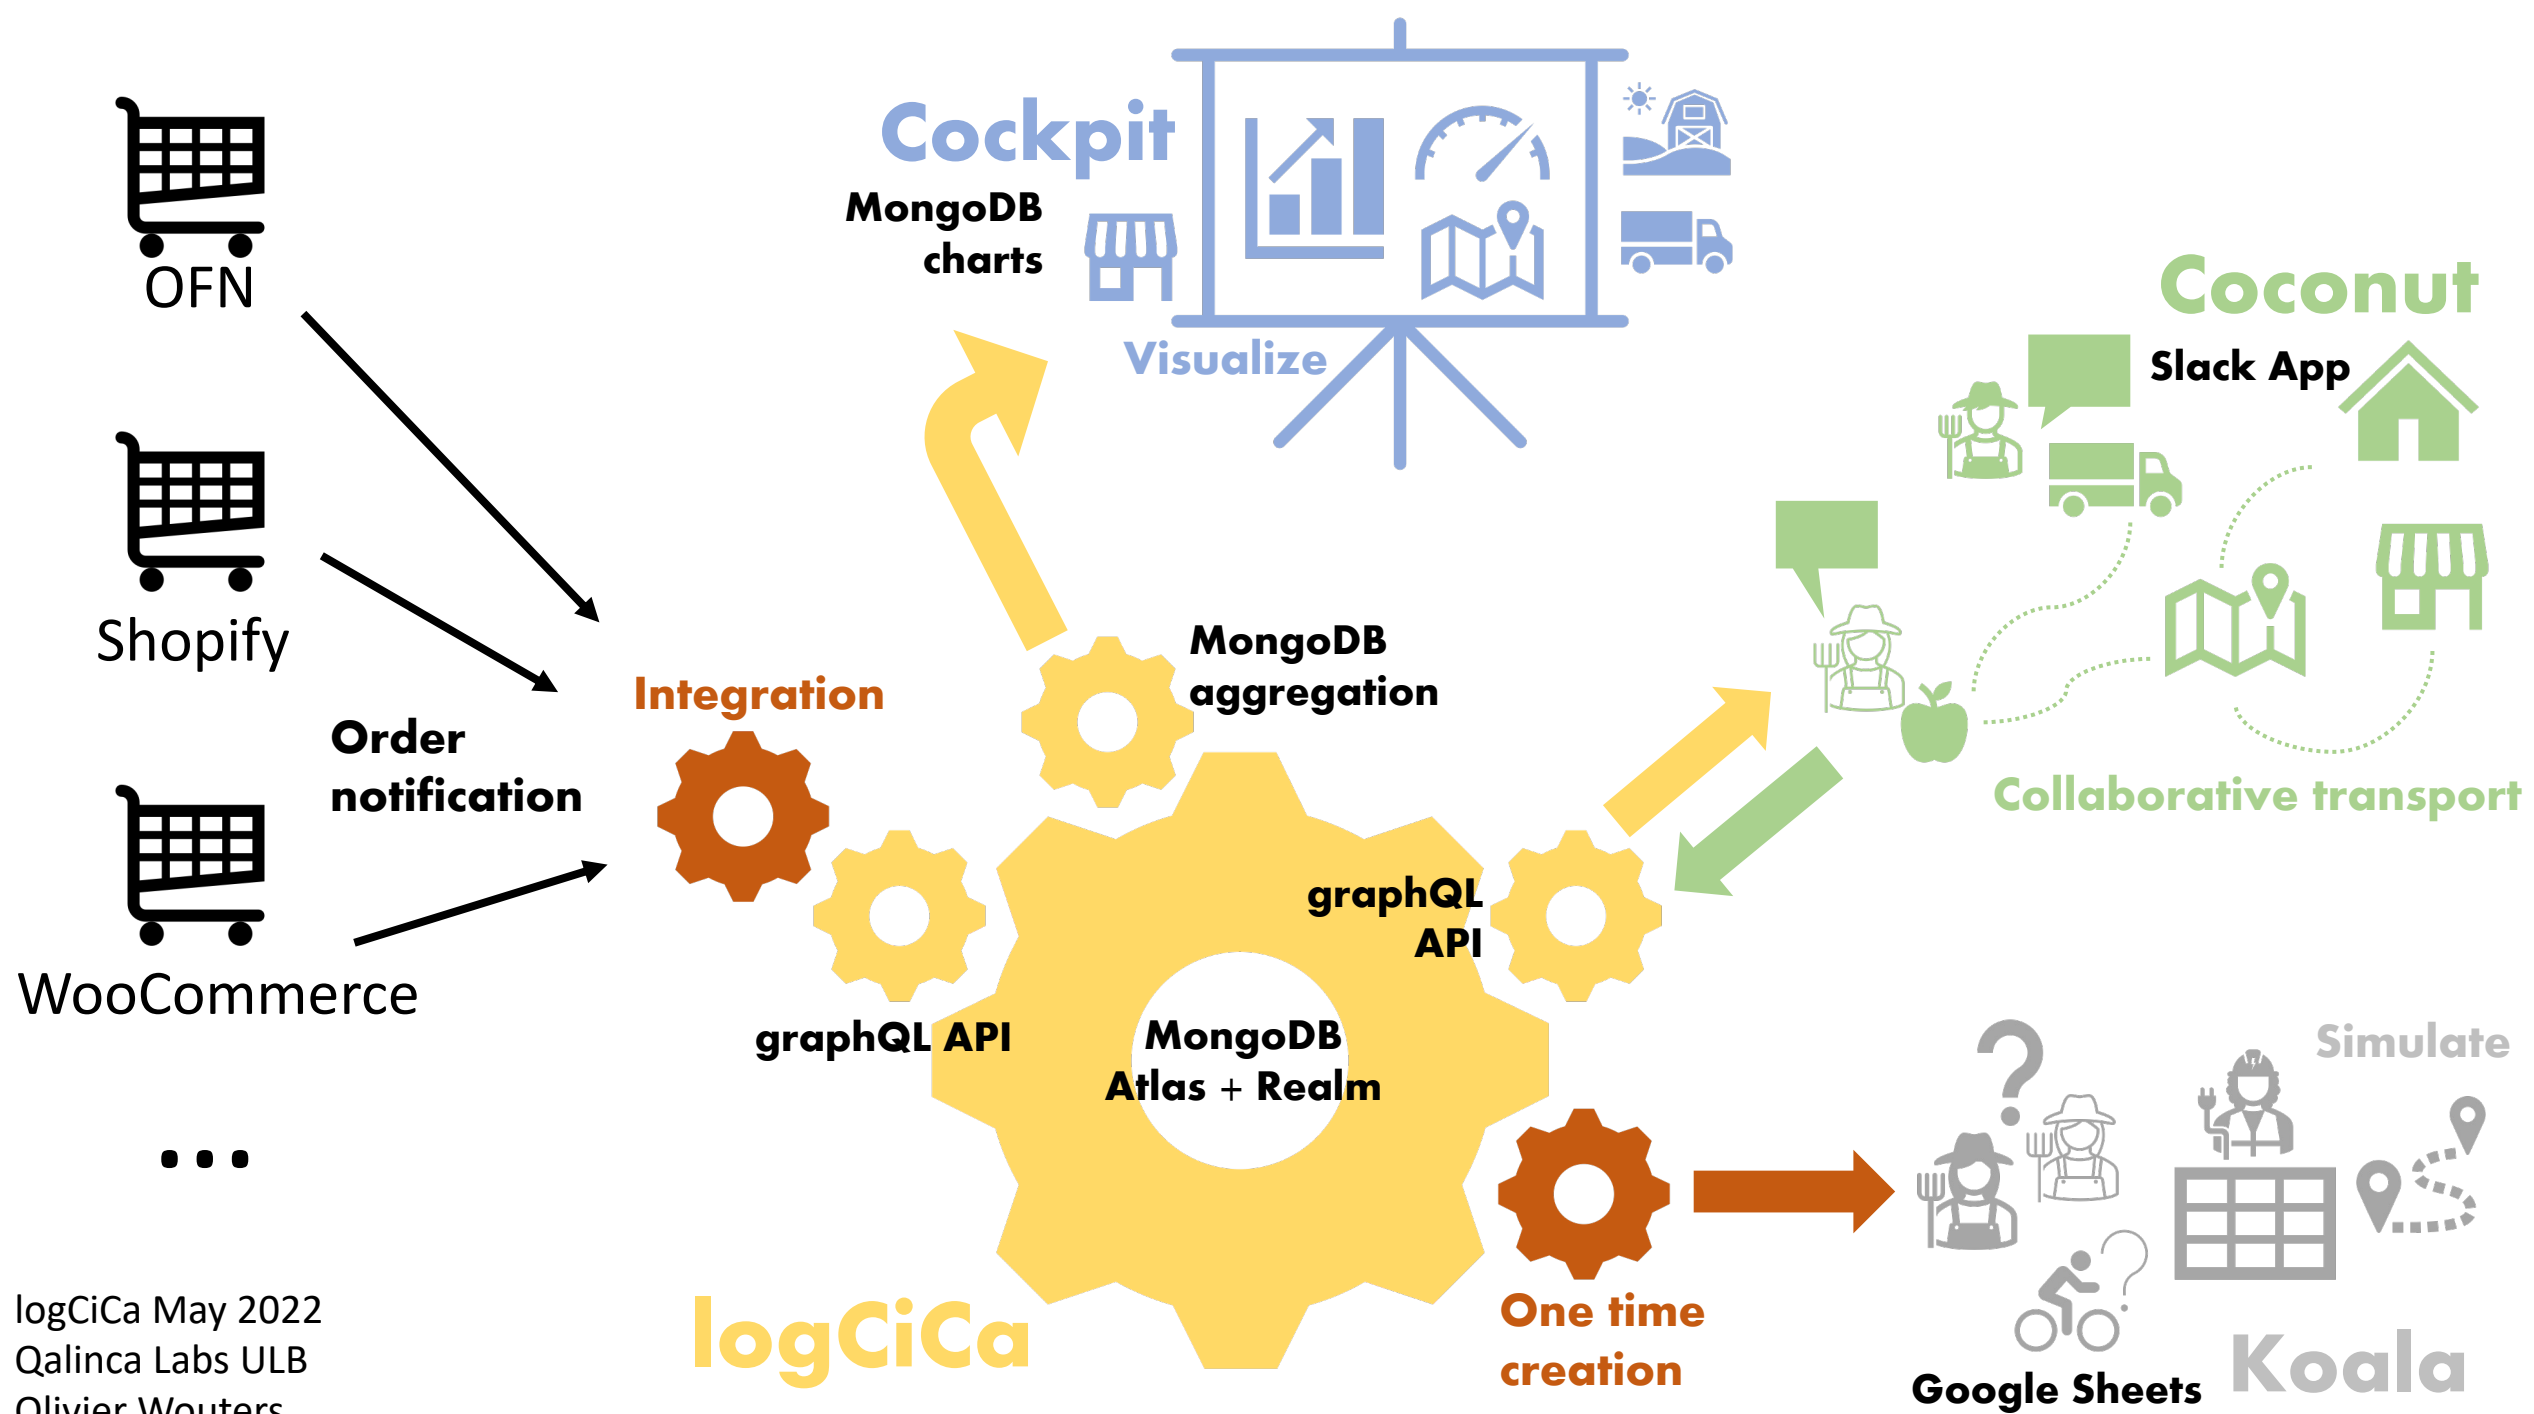 OFN
Shopify
Order
notification
WooCommerce
...
logCiCa May 2022
Qalinca Labs ULB
Olivier Wouters
Cockpit
MongoDB
charts
Visualize
Integration
MongoDB
aggregation
graphQL API
graphQL
API
MongoDB
Atlas + Realm
logCiCa
One time
creation
Coconut
Slack App
Collaborative transport
Simulate
Google Sheets
Koala